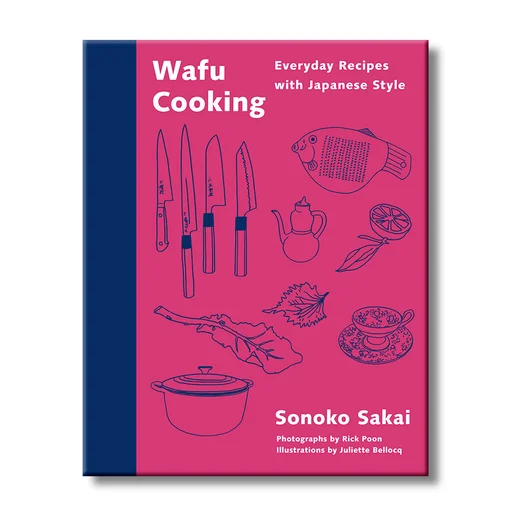 Wafu
Cooking
Everyday Recipes
with Japanese Style
Sonoko Sakai
Photographs by Rick Poon
Illustrations by Juliette Bellocq